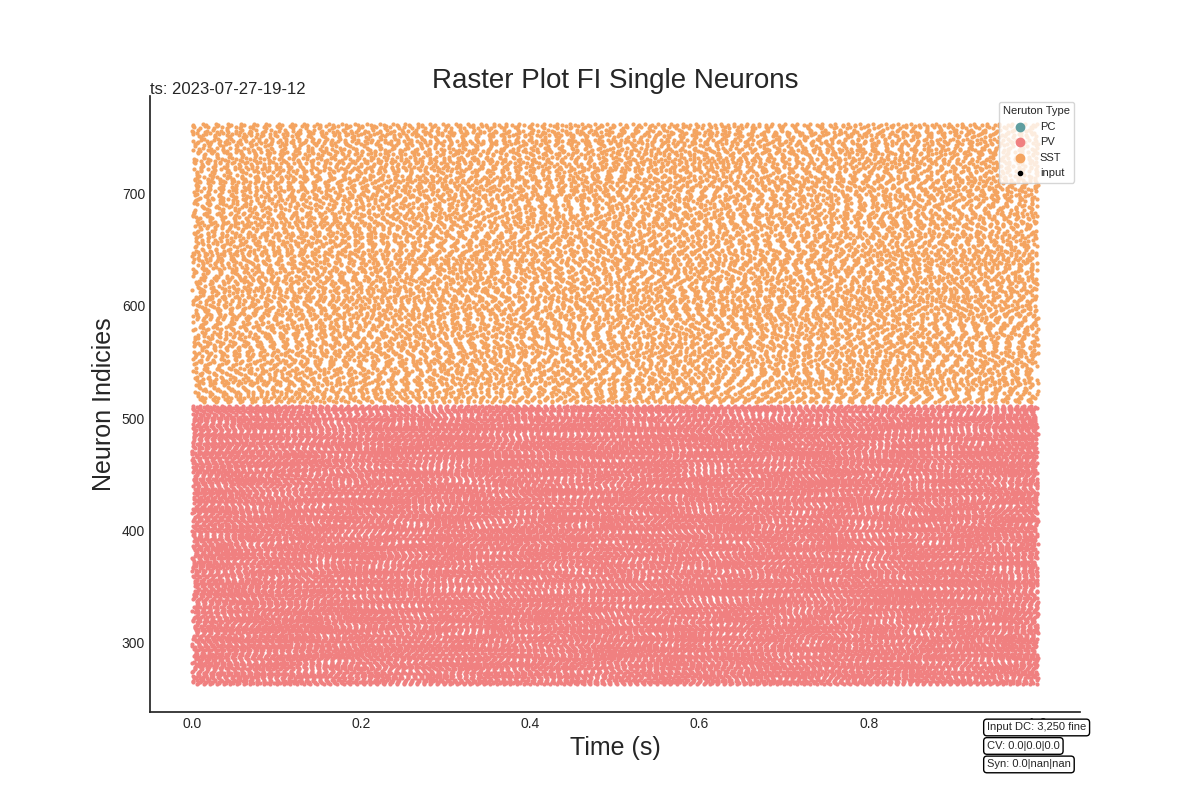 Raster Plot FI Single Neurons
ts: 2023-07-27-19-12
Neruton Type
PC
PV
SST
input
Neuron Indicies
700
600
500
400
300
0.0 0.2 0.4 0.6 0.8
Time (s)
Input DC: 3,250 fine
CV: 0.0|0.0|0.0
Syn: 0.0|nan|nan